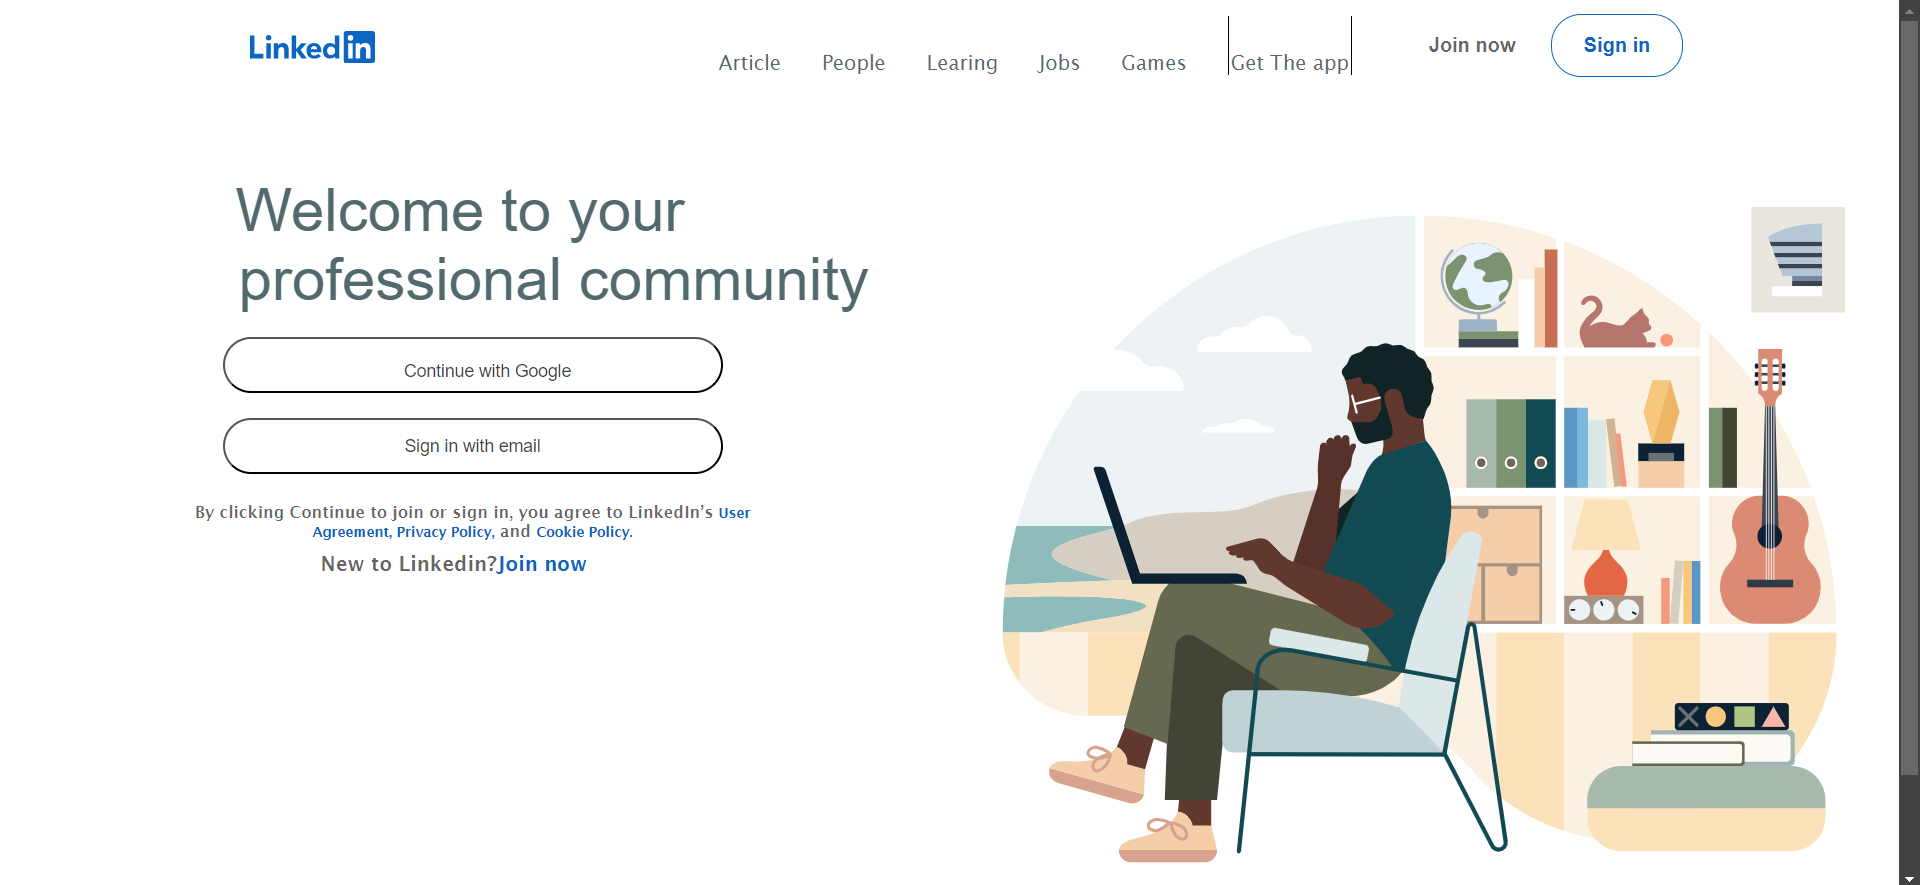 Linkedin
Article People Learing Jobs Games Get The app Join now Sign in
Welcome to your
professional community
Continue with Google
Sign in with email
By clicking Continue to join or sign in, you agree to LinkedIn’s User
Agreement, Privacy Policy, and Cookie Policy.
New to Linkedin?Join now